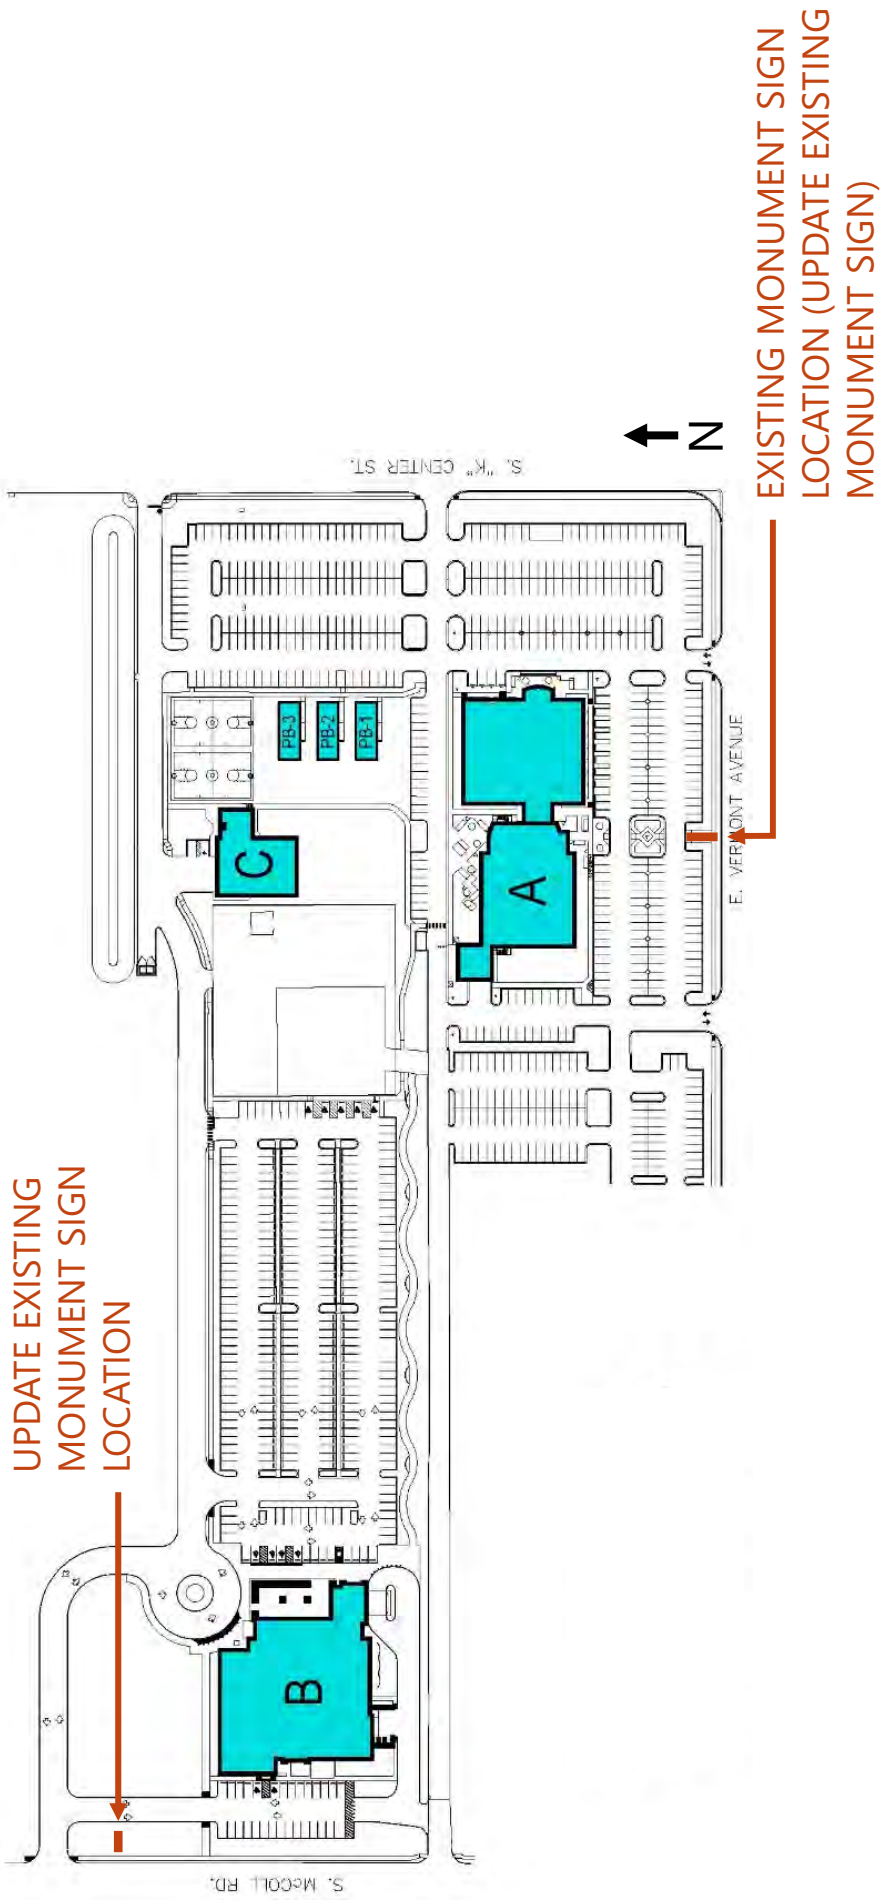 UPDATE EXISTING
MONUMENT SIGN
LOCATION
S. McCOLL RD.
B
C
PB-3
PB-2
PB-1
A
S. "K" CENTER ST.
N
E. VERMONT AVENUE
EXISTING MONUMENT SIGN
LOCATION (UPDATE EXISTING
MONUMENT SIGN)